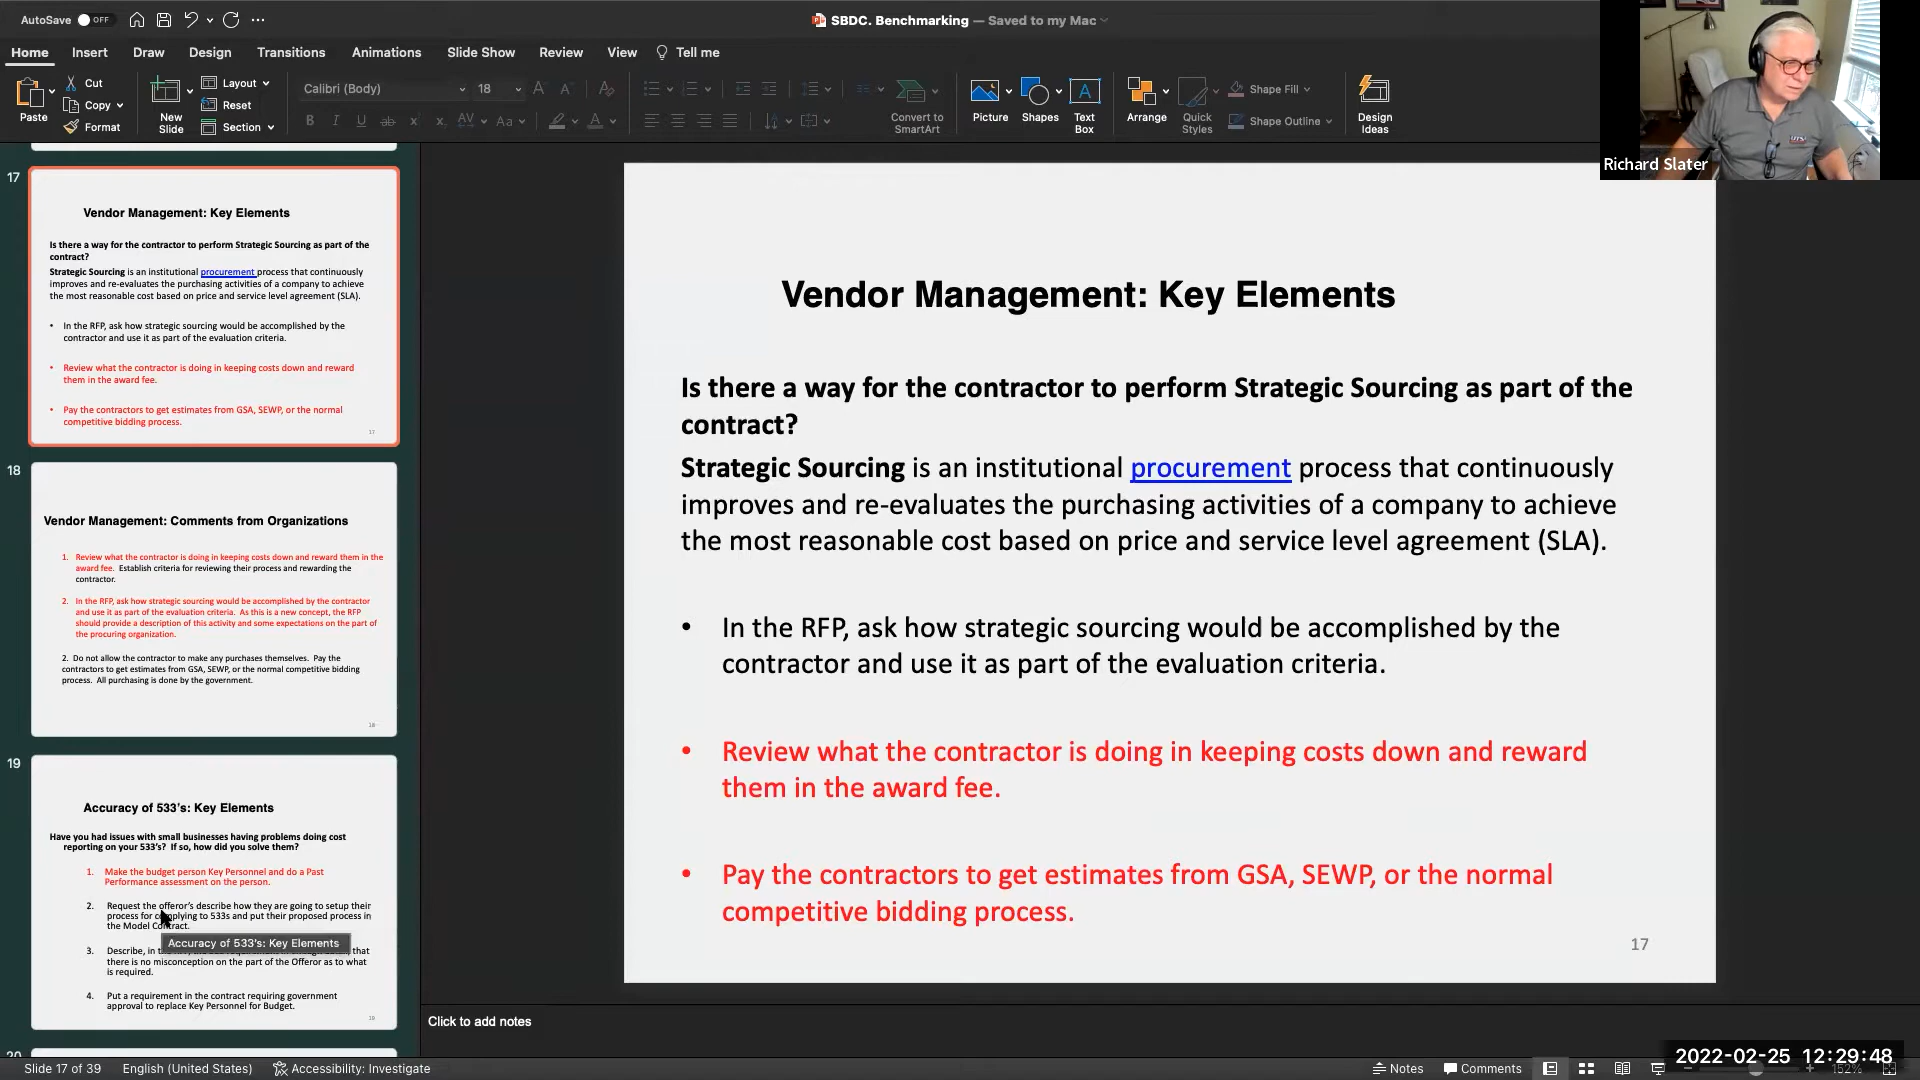 AutoSave OFF
SBDC. Benchmarking — Saved to my Mac
Home Insert Draw Design Transitions Animations Slide Show Review View Tell me
Paste
Cut
Copy
Format
New Slide
Layout
Reset
Section
Calibri (Body) 18
Convert to SmartArt
Picture
Shapes
Text Box
Arrange
Quick Styles
Shape Fill
Shape Outline
Design Ideas
Richard Slater
17
Vendor Management: Key Elements
Is there a way for the contractor to perform Strategic Sourcing as part of the
contract?
Strategic Sourcing is an institutional procurement process that continuously
improves and re-evaluates the purchasing activities of a company to achieve
the most reasonable cost based on price and service level agreement (SLA).
• In the RFP, ask how strategic sourcing would be accomplished by the
contractor and use it as part of the evaluation criteria.
• Review what the contractor is doing in keeping costs down and reward
them in the award fee.
• Pay the contractors to get estimates from GSA, SEWP, or the normal
competitive bidding process.
17
18
Vendor Management: Comments from Organizations
1. Review what the contractor is doing in keeping costs down and reward them in the
award fee. Establish criteria for reviewing their process and rewarding the
contractor.
2. In the RFP, ask how strategic sourcing would be accomplished by the contractor
and use it as part of the evaluation criteria. As this is a new concept, the RFP
should provide a description of this activity and some expectations on the part of
the procuring organization.
2. Do not allow the contractor to make any purchases themselves. Pay the
contractors to get estimates from GSA, SEWP, or the normal competitive bidding
process. All purchasing is done by the government.
18
19
Accuracy of 533's: Key Elements
Have you had issues with small businesses having problems doing cost
reporting on your 533's? If so, how did you solve them?
1. Make the budget person Key Personnel and do a Past
Performance assessment on the person.
2. Request the offeror's describe how they are going to setup their
process for complying to 533s and put their proposed process in
the Model Contract.
Accuracy of 533's: Key Elements
3. Describe, in that
there is no misconception on the part of the Offeror as to what
is required.
4. Put a requirement in the contract requiring government
approval to replace Key Personnel for Budget.
19
20
Vendor Management: Key Elements
Is there a way for the contractor to perform Strategic Sourcing as part of the
contract?
Strategic Sourcing is an institutional procurement process that continuously
improves and re-evaluates the purchasing activities of a company to achieve
the most reasonable cost based on price and service level agreement (SLA).
• In the RFP, ask how strategic sourcing would be accomplished by the
contractor and use it as part of the evaluation criteria.
• Review what the contractor is doing in keeping costs down and reward
them in the award fee.
• Pay the contractors to get estimates from GSA, SEWP, or the normal
competitive bidding process.
17
Click to add notes
Slide 17 of 39 English (United States) Accessibility: Investigate
Notes Comments 152%
2022-02-25 12:29:48